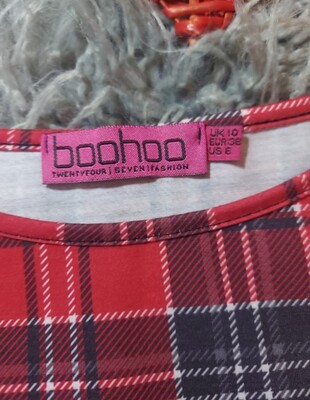 boohoo
TWENTYFOUR|SEVEN|FASHION
UK 10
EUR 38
US 6